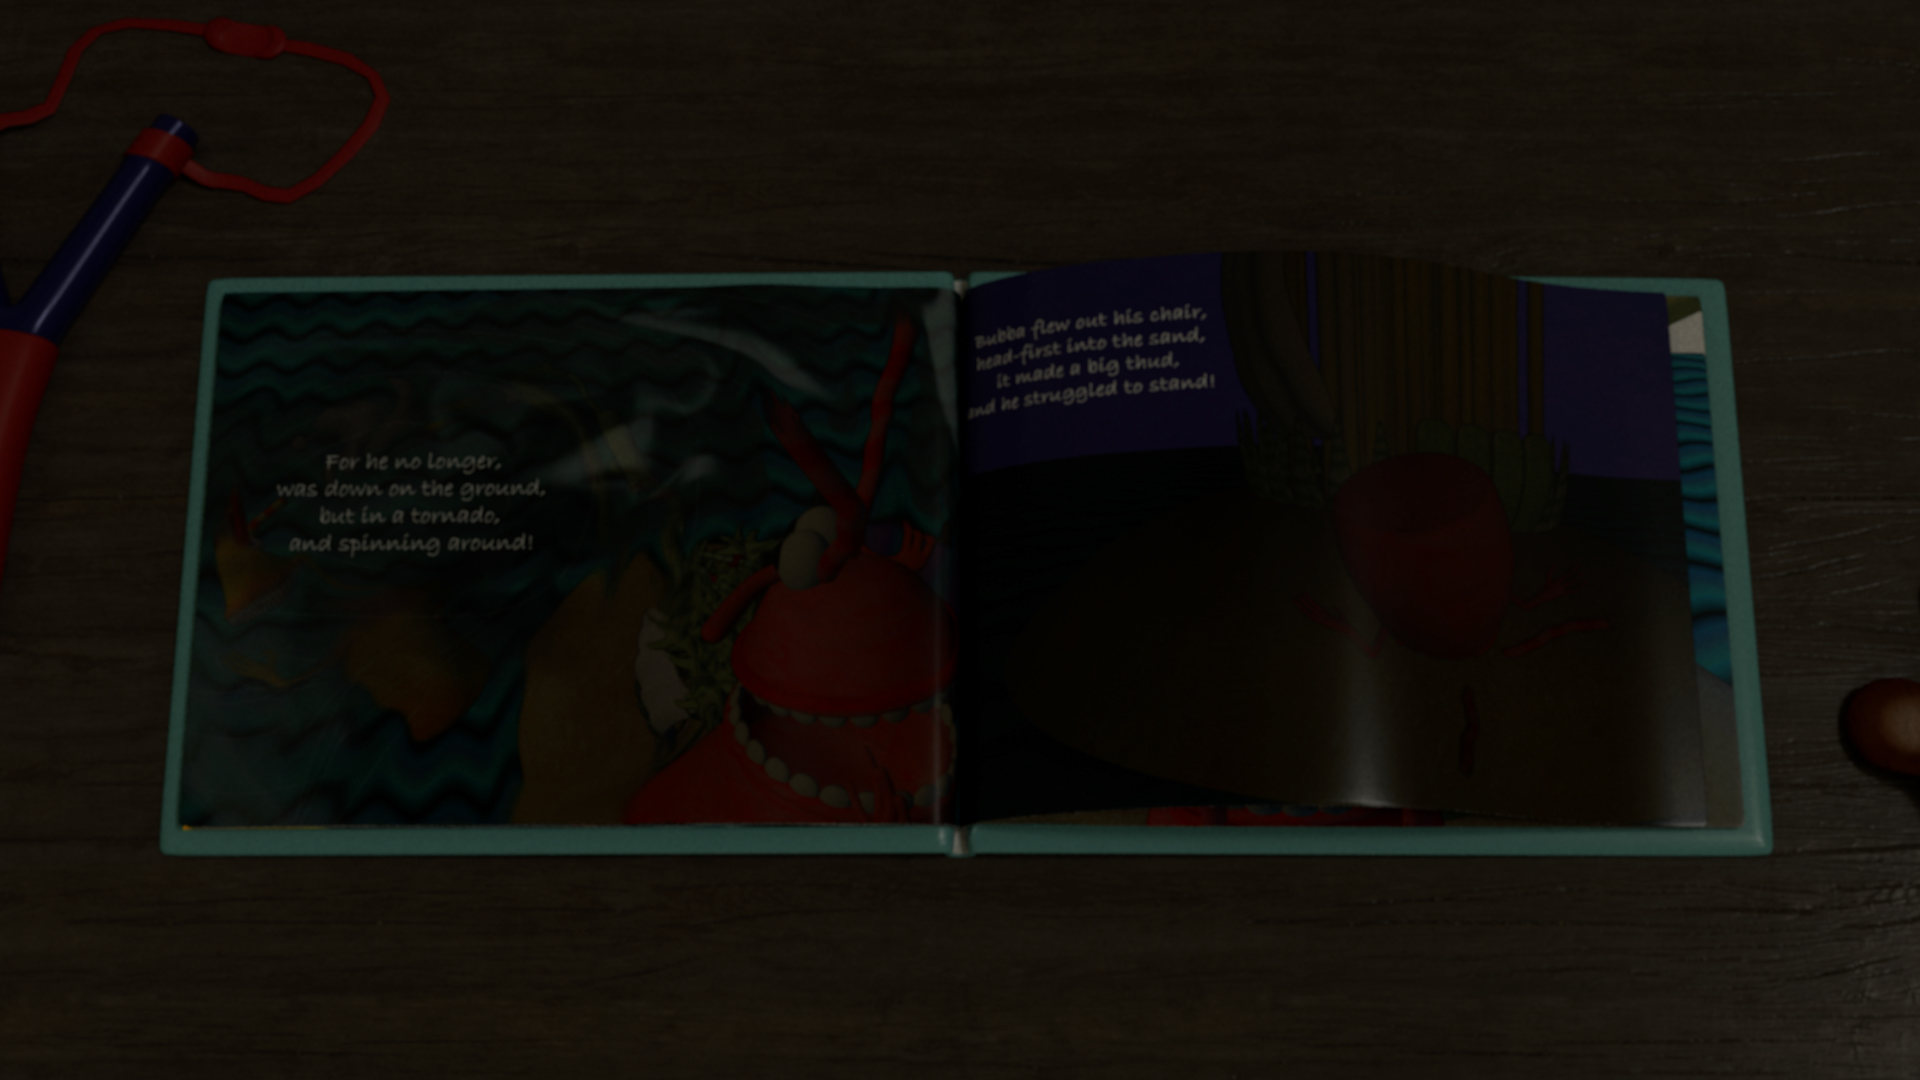 For he no longer,
was down on the ground,
but in a tornado,
and spinning around!
Bubba flew out his chair,
head-first into the sand,
it made a big thud,
and he struggled to stand!